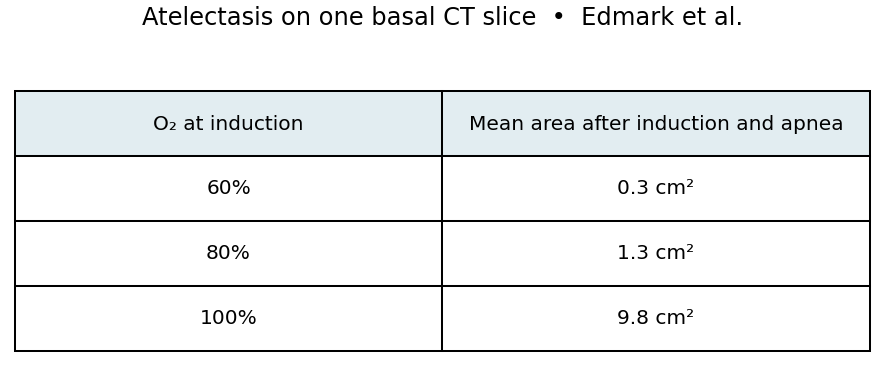 Atelectasis on one basal CT slice • Edmark et al.
O₂ at induction Mean area after induction and apnea
60% 0.3 cm²
80% 1.3 cm²
100% 9.8 cm²